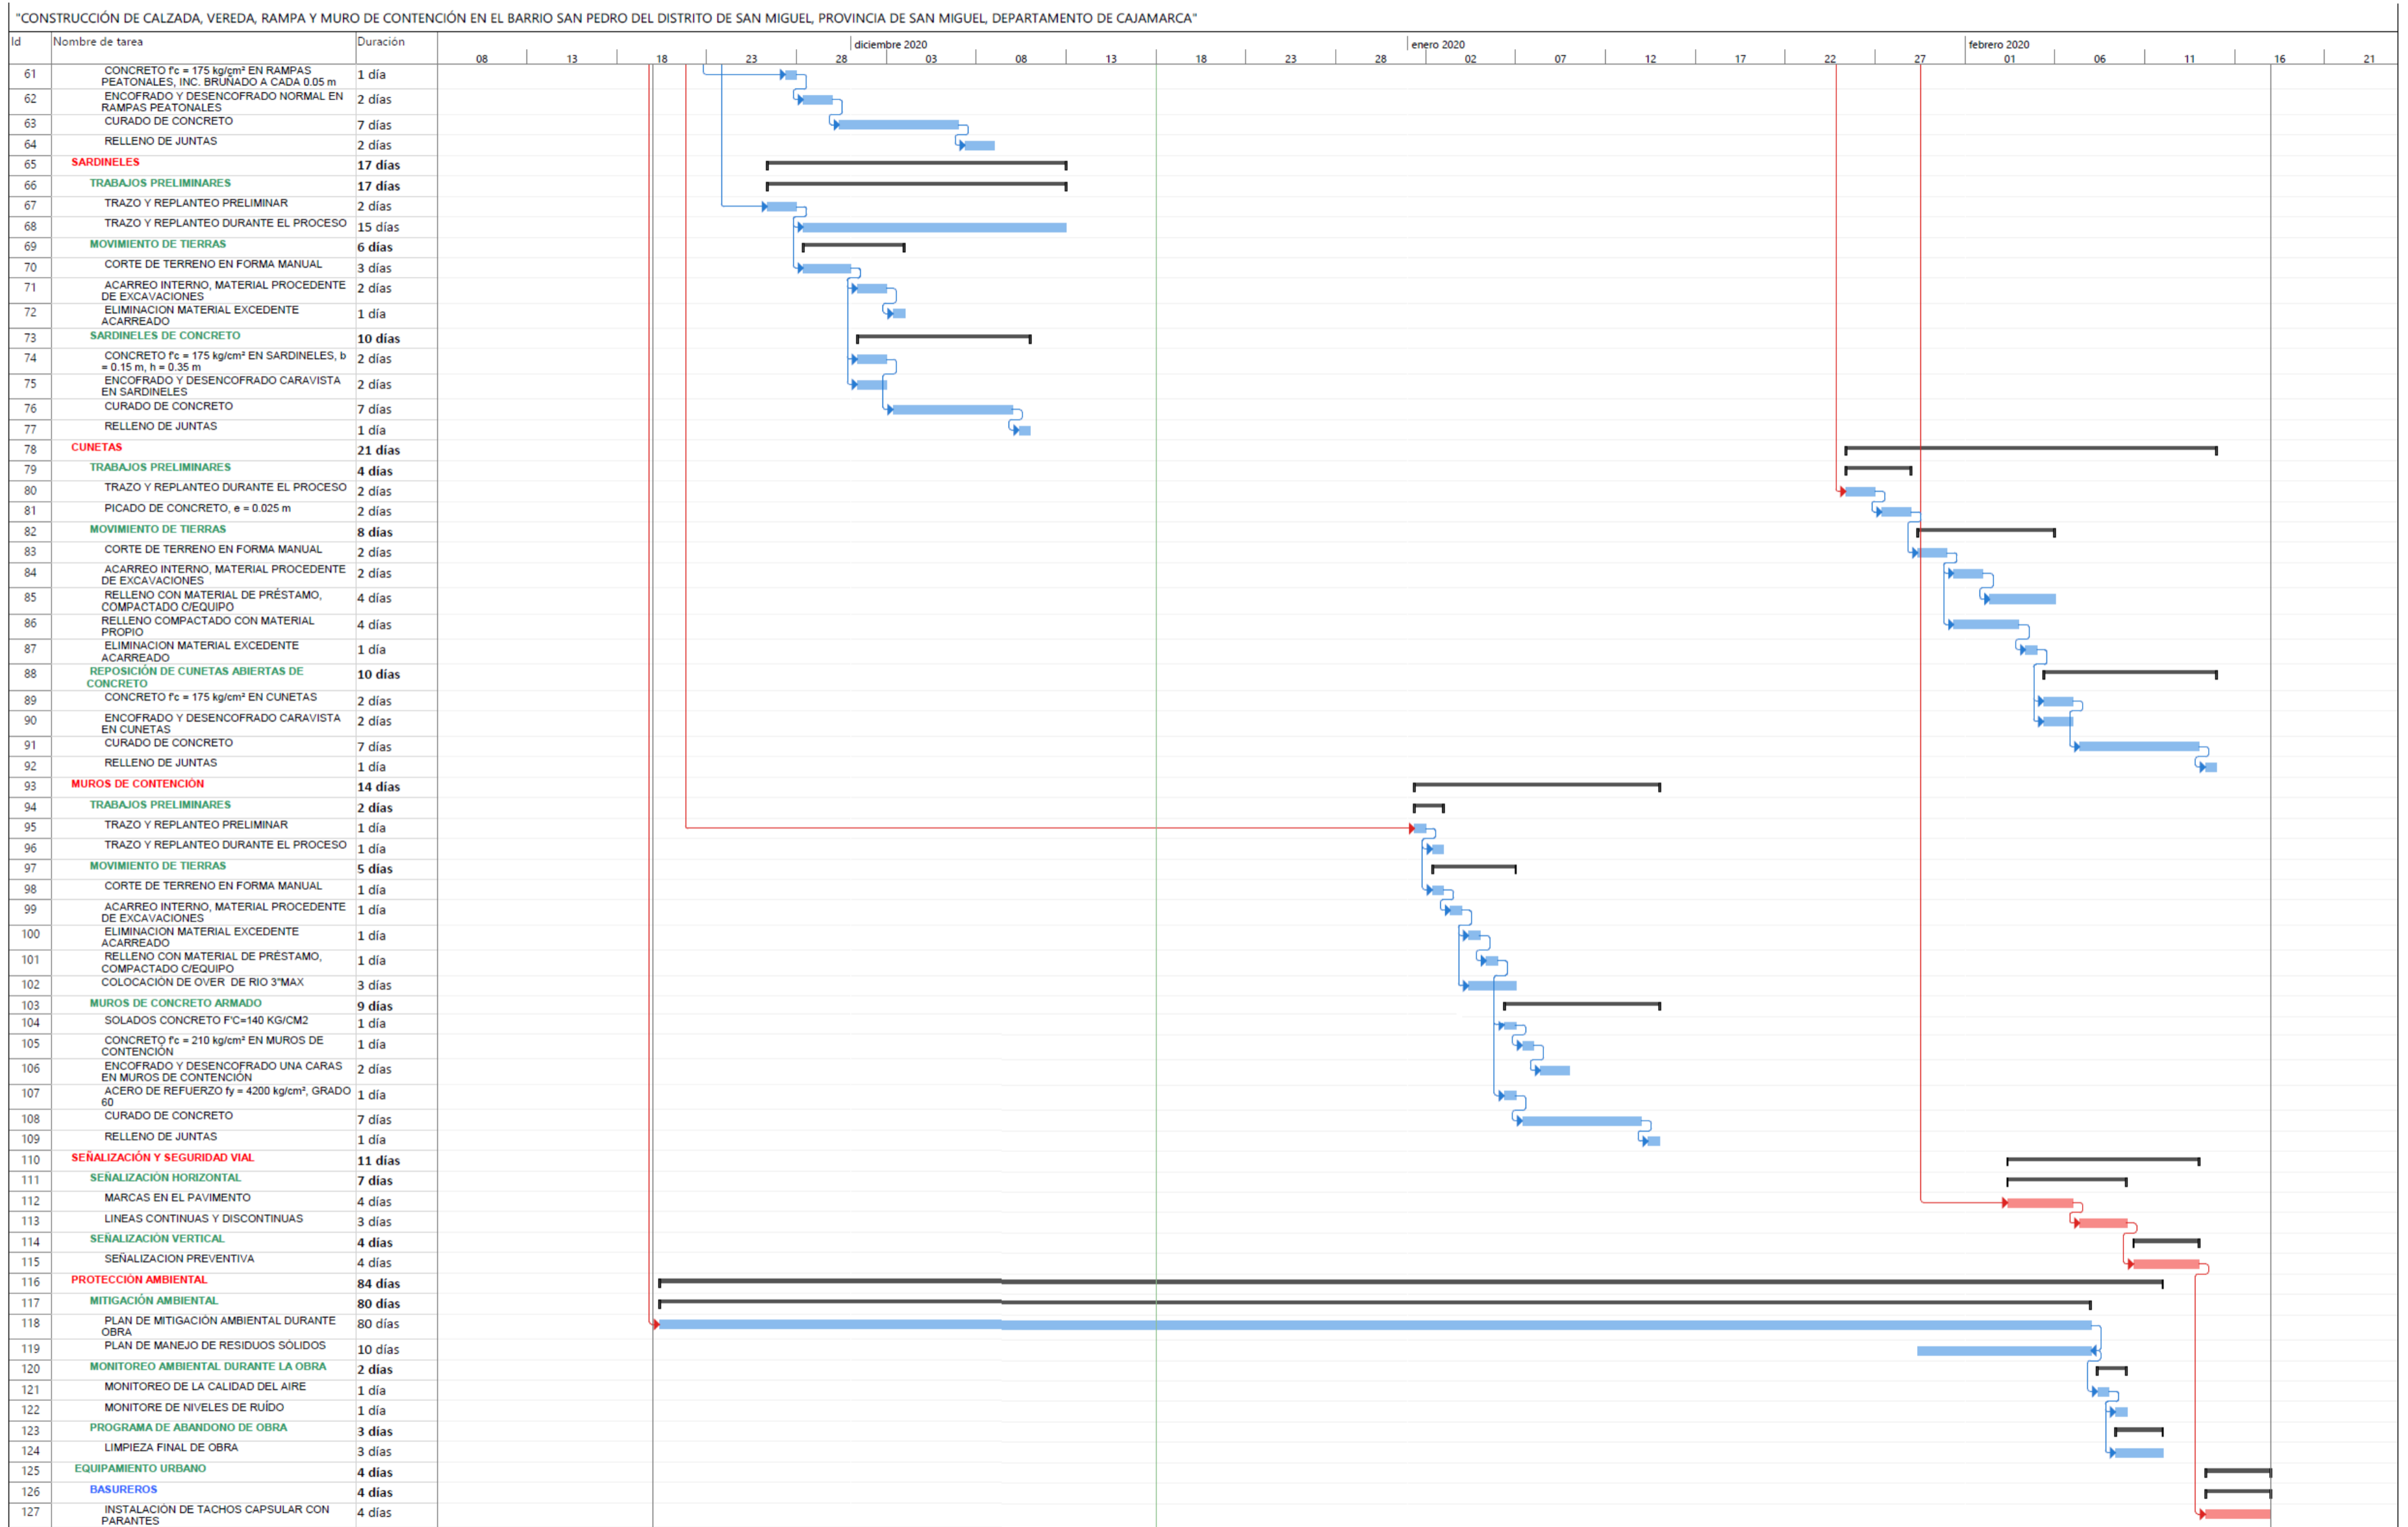 "CONSTRUCCIÓN DE CALZADA, VEREDA, RAMPA Y MURO DE CONTENCIÓN EN EL BARRIO SAN PEDRO DEL DISTRITO DE SAN MIGUEL, PROVINCIA DE SAN MIGUEL, DEPARTAMENTO DE CAJAMARCA"
Id Nombre de tarea Duración diciembre 2020 enero 2020 febrero 2020
08 13 18 23 28 03 08 13 18 23 28 02 07 12 17 22 27 01 06 11 16 21
61 CONCRETO f'c = 175 kg/cm² EN RAMPAS 1 día
PEATONALES, INC. BRUÑADO A CADA 0.05 m
62 ENCOFRADO Y DESENCOFRADO NORMAL EN 2 días
RAMPAS PEATONALES
63 CURADO DE CONCRETO 7 días
64 RELLENO DE JUNTAS 2 días
65 SARDINELES 17 días
66 TRABAJOS PRELIMINARES 17 días
67 TRAZO Y REPLANTEO PRELIMINAR 2 días
68 TRAZO Y REPLANTEO DURANTE EL PROCESO 15 días
69 MOVIMIENTO DE TIERRAS 6 días
70 CORTE DE TERRENO EN FORMA MANUAL 3 días
71 ACARREO INTERNO, MATERIAL PROCEDENTE 2 días
DE EXCAVACIONES
72 ELIMINACION MATERIAL EXCEDENTE 1 día
ACARREADO
73 SARDINELES DE CONCRETO 10 días
74 CONCRETO f'c = 175 kg/cm² EN SARDINELES, b 2 días
= 0.15 m, h = 0.35 m
75 ENCOFRADO Y DESENCOFRADO CARAVISTA 2 días
EN SARDINELES
76 CURADO DE CONCRETO 7 días
77 RELLENO DE JUNTAS 1 día
78 CUNETAS 21 días
79 TRABAJOS PRELIMINARES 4 días
80 TRAZO Y REPLANTEO DURANTE EL PROCESO 2 días
81 PICADO DE CONCRETO, e = 0.025 m 2 días
82 MOVIMIENTO DE TIERRAS 8 días
83 CORTE DE TERRENO EN FORMA MANUAL 2 días
84 ACARREO INTERNO, MATERIAL PROCEDENTE 2 días
DE EXCAVACIONES
85 RELLENO CON MATERIAL DE PRÉSTAMO, 4 días
COMPACTADO C/EQUIPO
86 RELLENO COMPACTADO CON MATERIAL 4 días
PROPIO
87 ELIMINACION MATERIAL EXCEDENTE 1 día
ACARREADO
88 REPOSICIÓN DE CUNETAS ABIERTAS DE 10 días
CONCRETO
89 CONCRETO f'c = 175 kg/cm² EN CUNETAS 2 días
90 ENCOFRADO Y DESENCOFRADO CARAVISTA 2 días
EN CUNETAS
91 CURADO DE CONCRETO 7 días
92 RELLENO DE JUNTAS 1 día
93 MUROS DE CONTENCIÓN 14 días
94 TRABAJOS PRELIMINARES 2 días
95 TRAZO Y REPLANTEO PRELIMINAR 1 día
96 TRAZO Y REPLANTEO DURANTE EL PROCESO 1 día
97 MOVIMIENTO DE TIERRAS 5 días
98 CORTE DE TERRENO EN FORMA MANUAL 1 día
99 ACARREO INTERNO, MATERIAL PROCEDENTE 1 día
DE EXCAVACIONES
100 ELIMINACION MATERIAL EXCEDENTE 1 día
ACARREADO
101 RELLENO CON MATERIAL DE PRÉSTAMO, 1 día
COMPACTADO C/EQUIPO
102 COLOCACIÓN DE OVER DE RIO 3"MAX 3 días
103 MUROS DE CONCRETO ARMADO 9 días
104 SOLADOS CONCRETO F'C=140 KG/CM2 1 día
105 CONCRETO f'c = 210 kg/cm² EN MUROS DE 1 día
CONTENCIÓN
106 ENCOFRADO Y DESENCOFRADO UNA CARAS 2 días
EN MUROS DE CONTENCIÓN
107 ACERO DE REFUERZO fy = 4200 kg/cm², GRADO 1 día
60
108 CURADO DE CONCRETO 7 días
109 RELLENO DE JUNTAS 1 día
110 SEÑALIZACIÓN Y SEGURIDAD VIAL 11 días
111 SEÑALIZACIÓN HORIZONTAL 7 días
112 MARCAS EN EL PAVIMENTO 4 días
113 LINEAS CONTINUAS Y DISCONTINUAS 3 días
114 SEÑALIZACIÓN VERTICAL 4 días
115 SEÑALIZACION PREVENTIVA 4 días
116 PROTECCIÓN AMBIENTAL 84 días
117 MITIGACIÓN AMBIENTAL 80 días
118 PLAN DE MITIGACIÓN AMBIENTAL DURANTE 80 días
OBRA
119 PLAN DE MANEJO DE RESIDUOS SÓLIDOS 10 días
120 MONITOREO AMBIENTAL DURANTE LA OBRA 2 días
121 MONITOREO DE LA CALIDAD DEL AIRE 1 día
122 MONITORE DE NIVELES DE RUÍDO 1 día
123 PROGRAMA DE ABANDONO DE OBRA 3 días
124 LIMPIEZA FINAL DE OBRA 3 días
125 EQUIPAMIENTO URBANO 4 días
126 BASUREROS 4 días
127 INSTALACIÓN DE TACHOS CAPSULAR CON 4 días
PARANTES